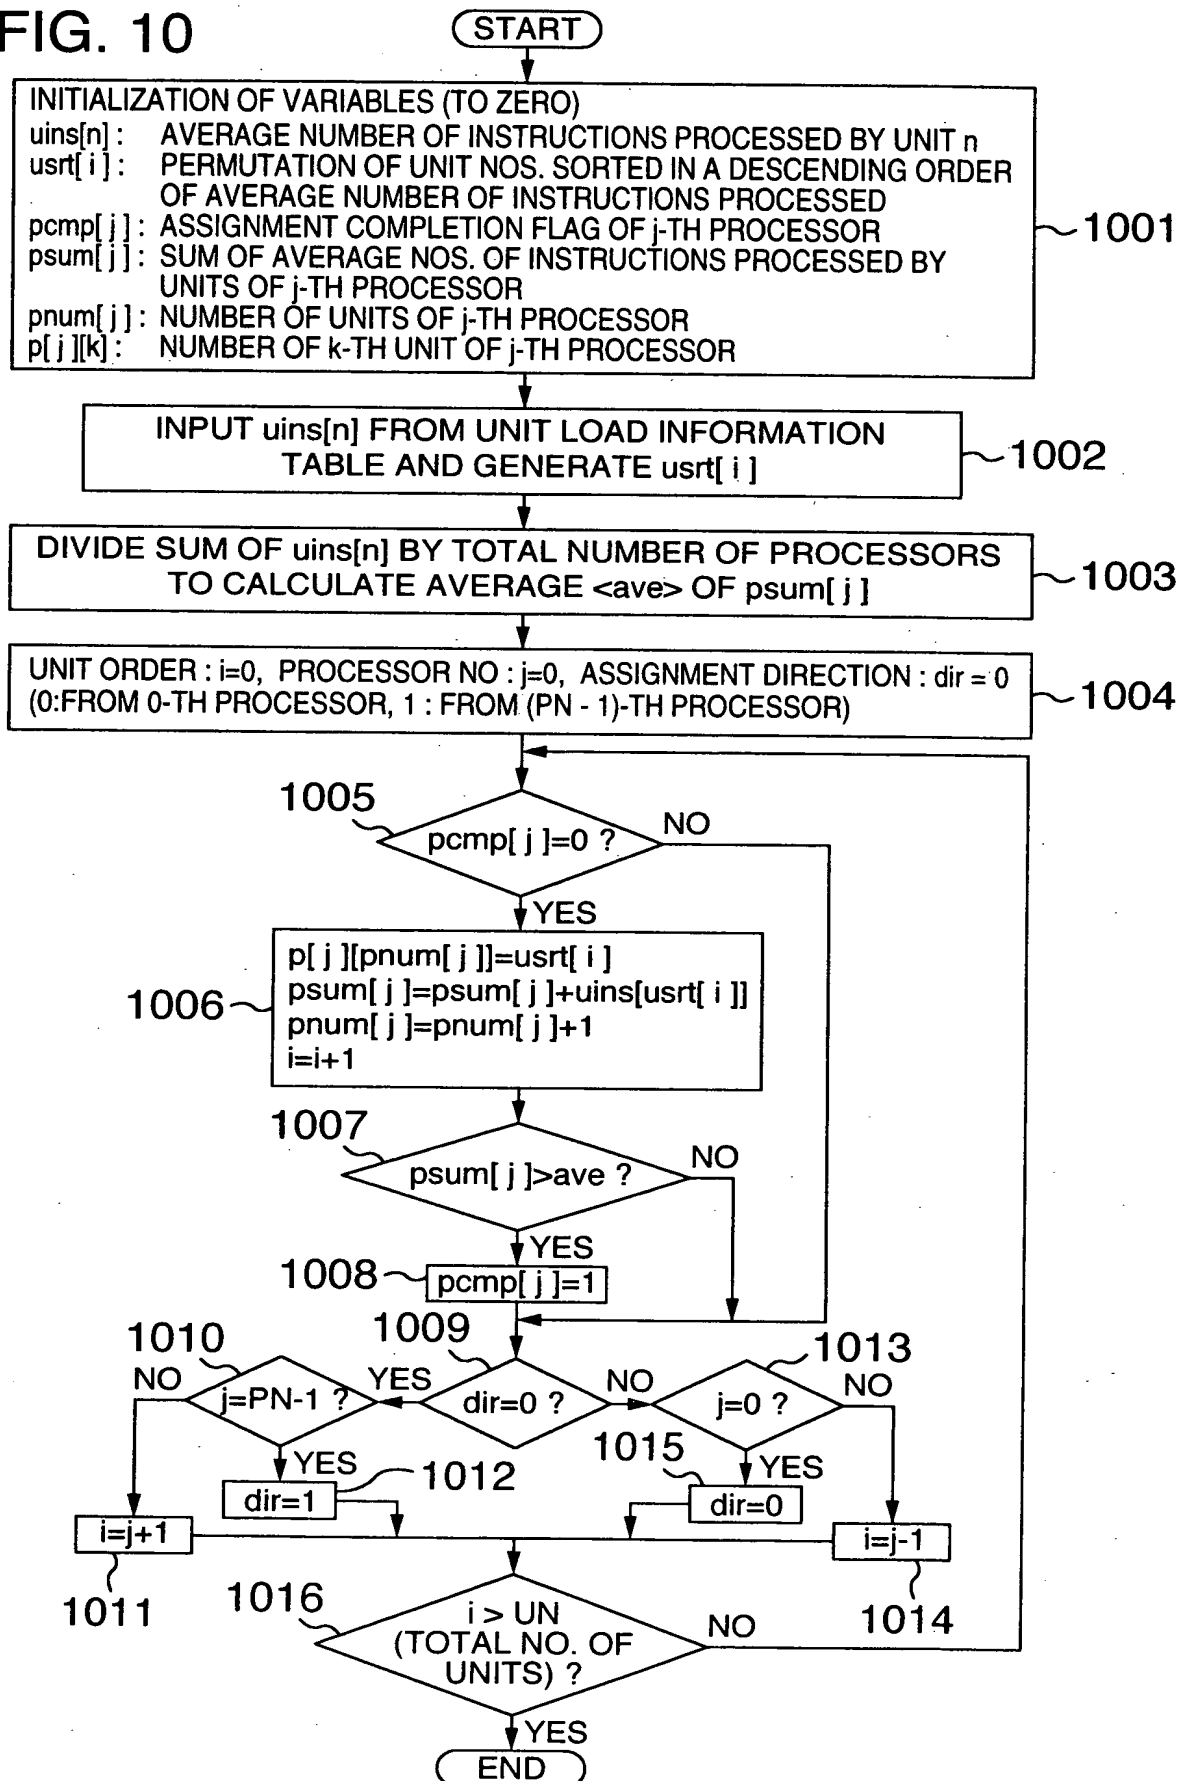 FIG. 10
START
INITIALIZATION OF VARIABLES (TO ZERO)
uins[n] : AVERAGE NUMBER OF INSTRUCTIONS PROCESSED BY UNIT n
usrt[ i ] : PERMUTATION OF UNIT NOS. SORTED IN A DESCENDING ORDER
OF AVERAGE NUMBER OF INSTRUCTIONS PROCESSED
pcmp[ j ] : ASSIGNMENT COMPLETION FLAG OF j-TH PROCESSOR
psum[ j ] : SUM OF AVERAGE NOS. OF INSTRUCTIONS PROCESSED BY
UNITS OF j-TH PROCESSOR
pnum[ j ] : NUMBER OF UNITS OF j-TH PROCESSOR
p[ j ][k] : NUMBER OF k-TH UNIT OF j-TH PROCESSOR
1001
INPUT uins[n] FROM UNIT LOAD INFORMATION
TABLE AND GENERATE usrt[ i ]
1002
DIVIDE SUM OF uins[n] BY TOTAL NUMBER OF PROCESSORS
TO CALCULATE AVERAGE <ave> OF psum[ j ]
1003
UNIT ORDER : i=0, PROCESSOR NO : j=0, ASSIGNMENT DIRECTION : dir = 0
(0:FROM 0-TH PROCESSOR, 1 : FROM (PN - 1)-TH PROCESSOR)
1004
1005
pcmp[ j ]=0 ?
NO
YES
p[ j ][pnum[ j ]]=usrt[ i ]
psum[ j ]=psum[ j ]+uins[usrt[ i ]]
pnum[ j ]=pnum[ j ]+1
i=i+1
1006
1007
psum[ j ]>ave ?
NO
YES
1008
pcmp[ j ]=1
1010
1009
1013
NO
j=PN-1 ?
YES
dir=0 ?
NO
j=0 ?
NO
YES
1012
1015
YES
dir=1
dir=0
i=j+1
i=j-1
1011
1014
1016
i > UN
(TOTAL NO. OF
UNITS) ?
NO
YES
END